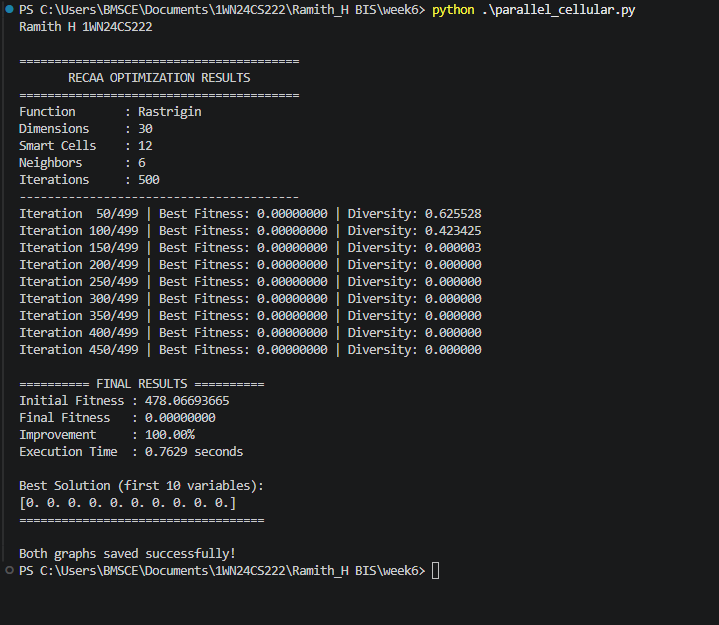 PS C:\Users\BMSCE\Documents\1WN24CS222\Ramith_H BIS\week6> python .\parallel_cellular.py
Ramith H 1WN24CS222
========================================
RECAA OPTIMIZATION RESULTS
========================================
Function       : Rastrigin
Dimensions     : 30
Smart Cells    : 12
Neighbors      : 6
Iterations     : 500
----------------------------------------
Iteration  50/499 | Best Fitness: 0.00000000 | Diversity: 0.625528
Iteration 100/499 | Best Fitness: 0.00000000 | Diversity: 0.423425
Iteration 150/499 | Best Fitness: 0.00000000 | Diversity: 0.000003
Iteration 200/499 | Best Fitness: 0.00000000 | Diversity: 0.000000
Iteration 250/499 | Best Fitness: 0.00000000 | Diversity: 0.000000
Iteration 300/499 | Best Fitness: 0.00000000 | Diversity: 0.000000
Iteration 350/499 | Best Fitness: 0.00000000 | Diversity: 0.000000
Iteration 400/499 | Best Fitness: 0.00000000 | Diversity: 0.000000
Iteration 450/499 | Best Fitness: 0.00000000 | Diversity: 0.000000
========== FINAL RESULTS ==========
Initial Fitness : 478.06693665
Final Fitness   : 0.00000000
Improvement     : 100.00%
Execution Time  : 0.7629 seconds
Best Solution (first 10 variables):
[0. 0. 0. 0. 0. 0. 0. 0. 0. 0.]
===================================
Both graphs saved successfully!
PS C:\Users\BMSCE\Documents\1WN24CS222\Ramith_H BIS\week6>